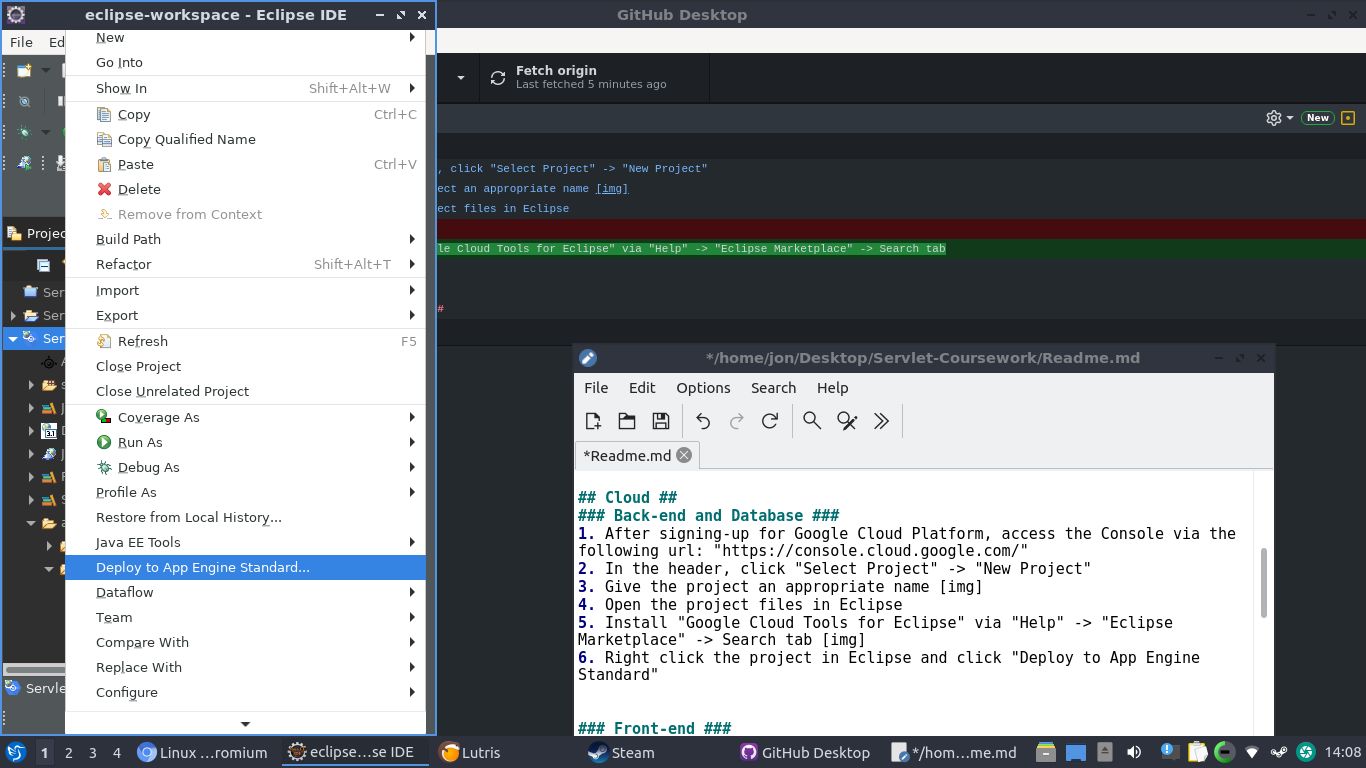 eclipse-workspace - Eclipse IDE
GitHub Desktop
File Ed
New
Go Into
Show In Shift+Alt+W
Copy Ctrl+C
Copy Qualified Name
Paste Ctrl+V
Delete
Remove from Context
Build Path
Refactor Shift+Alt+T
Import
Export
Refresh F5
Close Project
Close Unrelated Project
Coverage As
Run As
Debug As
Profile As
Restore from Local History...
Java EE Tools
Deploy to App Engine Standard...
Dataflow
Team
Compare With
Replace With
Configure
Projec
Ser
Ser
Ser
Servle
Fetch origin
Last fetched 5 minutes ago
New
, click "Select Project" -> "New Project"
ect an appropriate name [img]
ect files in Eclipse
le Cloud Tools for Eclipse" via "Help" -> "Eclipse Marketplace" -> Search tab
#
*/home/jon/Desktop/Servlet-Coursework/Readme.md
File Edit Options Search Help
*Readme.md
## Cloud ##
### Back-end and Database ###
1. After signing-up for Google Cloud Platform, access the Console via the
following url: "https://console.cloud.google.com/"
2. In the header, click "Select Project" -> "New Project"
3. Give the project an appropriate name [img]
4. Open the project files in Eclipse
5. Install "Google Cloud Tools for Eclipse" via "Help" -> "Eclipse
Marketplace" -> Search tab [img]
6. Right click the project in Eclipse and click "Deploy to App Engine
Standard"
### Front-end ###
1 2 3 4 Linux ...romium eclipse...se IDE Lutris Steam GitHub Desktop */hom...me.md 14:08